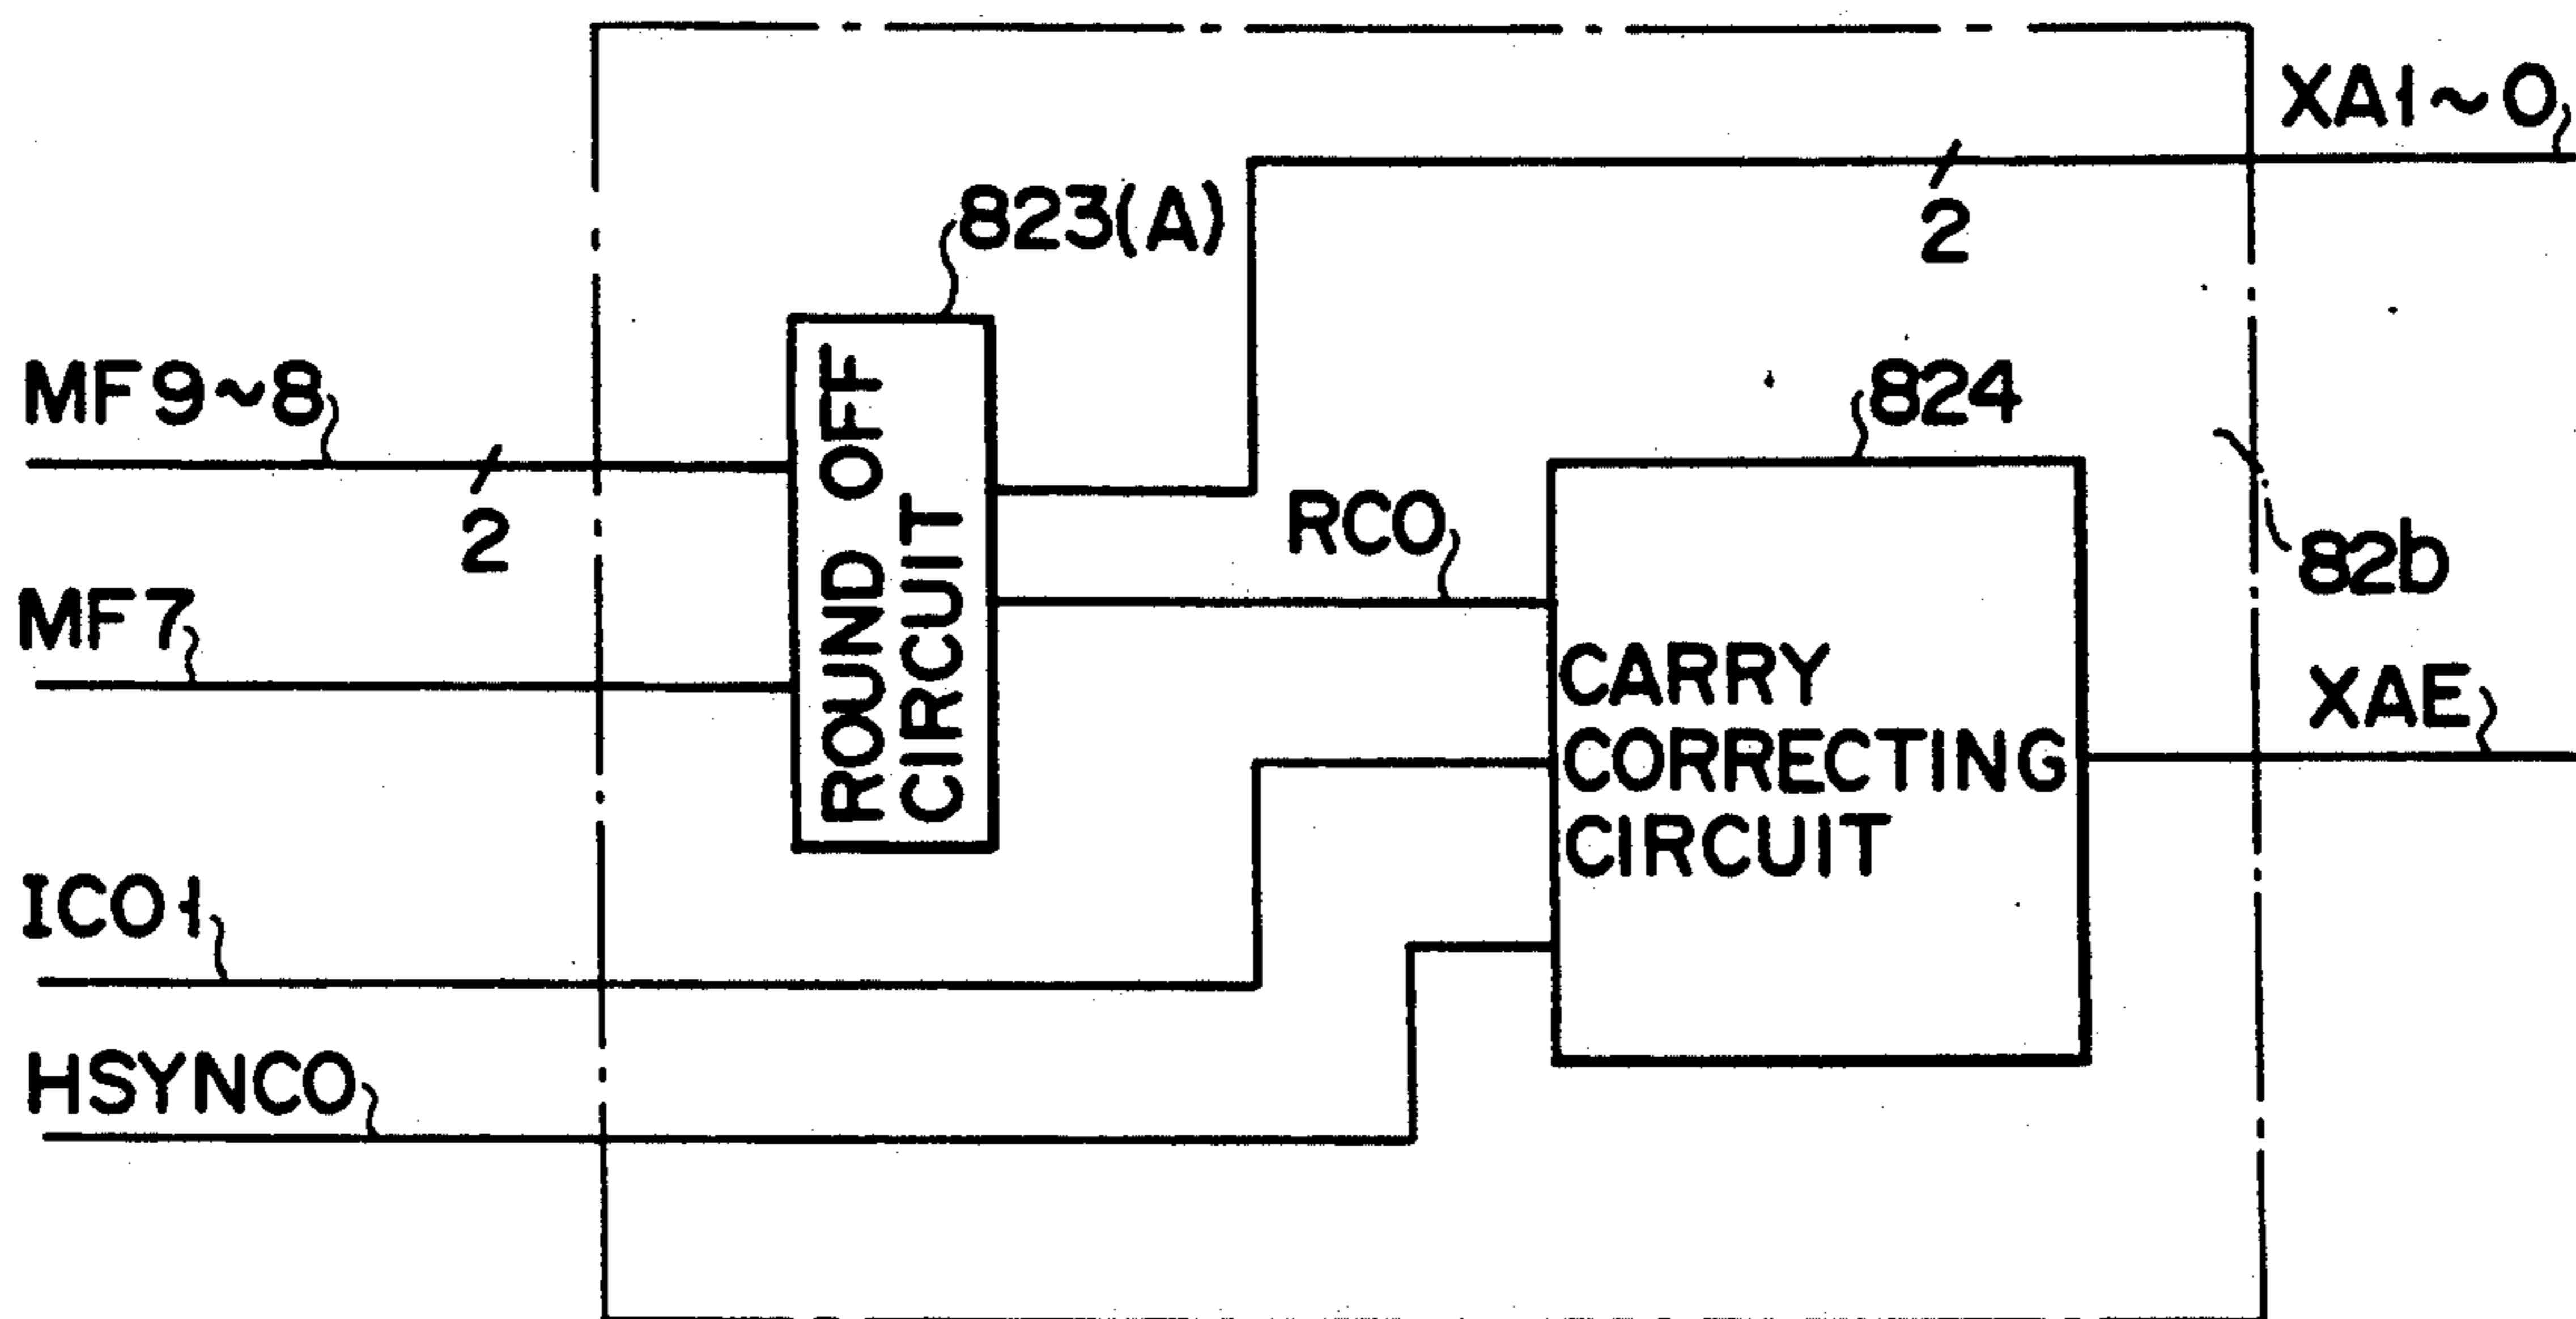 XA1~0
823(A)
2
MF9~8
824
2
ROUND OFF
CIRCUIT
RCO
82b
MF7
CARRY
CORRECTING
CIRCUIT
XAE
ICO1
HSYNCO